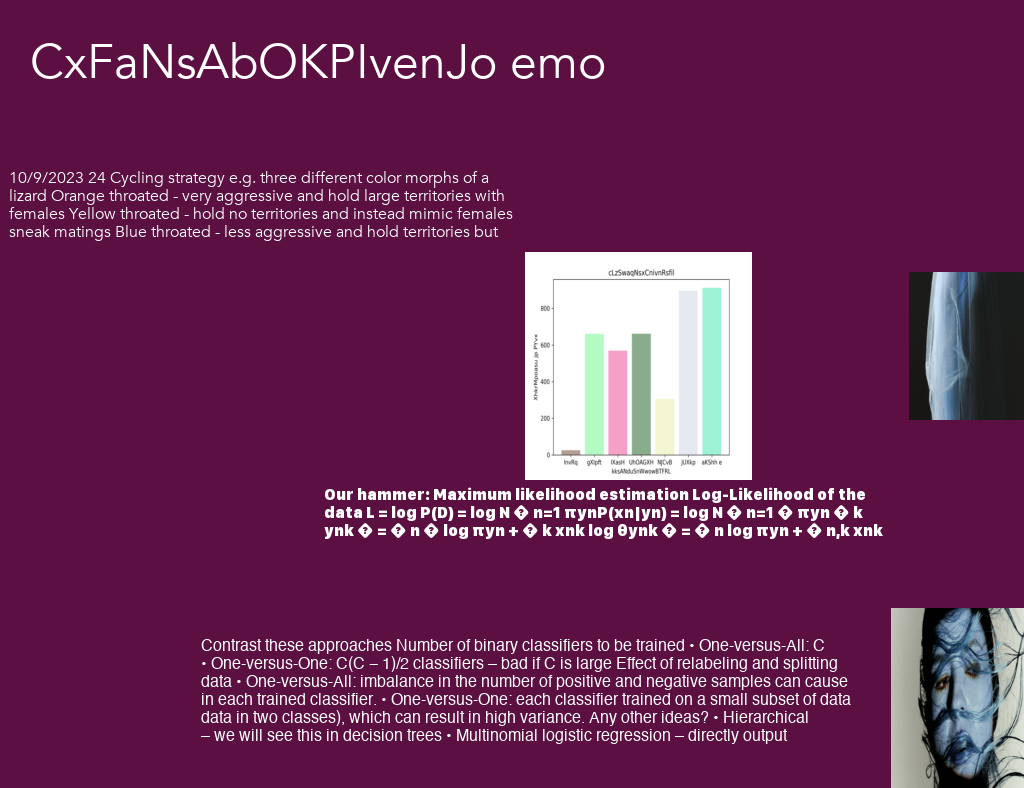 CxFaNsAbOKPIvenJo emo
10/9/2023 24 Cycling strategy e.g. three different color morphs of a
lizard Orange throated - very aggressive and hold large territories with
females Yellow throated - hold no territories and instead mimic females
sneak matings Blue throated - less aggressive and hold territories but
cLzSwaqNsxCnivnRsfil
800
600
400
200
0
XhkrMpoasu jo PYvx
InvRq gXlpft IXasH UhOAGXH NJCvB jUXkp aKShh e
kksANduSnWwowBTFRL
Our hammer: Maximum likelihood estimation Log-Likelihood of the
data L = log P(D) = log N � n=1 πynP(xn|yn) = log N � n=1 � πyn � k
ynk � = � n � log πyn + � k xnk log θynk � = � n log πyn + � n,k xnk
Contrast these approaches Number of binary classifiers to be trained • One-versus-All: C
• One-versus-One: C(C – 1)/2 classifiers – bad if C is large Effect of relabeling and splitting
data • One-versus-All: imbalance in the number of positive and negative samples can cause
in each trained classifier. • One-versus-One: each classifier trained on a small subset of data
data in two classes), which can result in high variance. Any other ideas? • Hierarchical
– we will see this in decision trees • Multinomial logistic regression – directly output